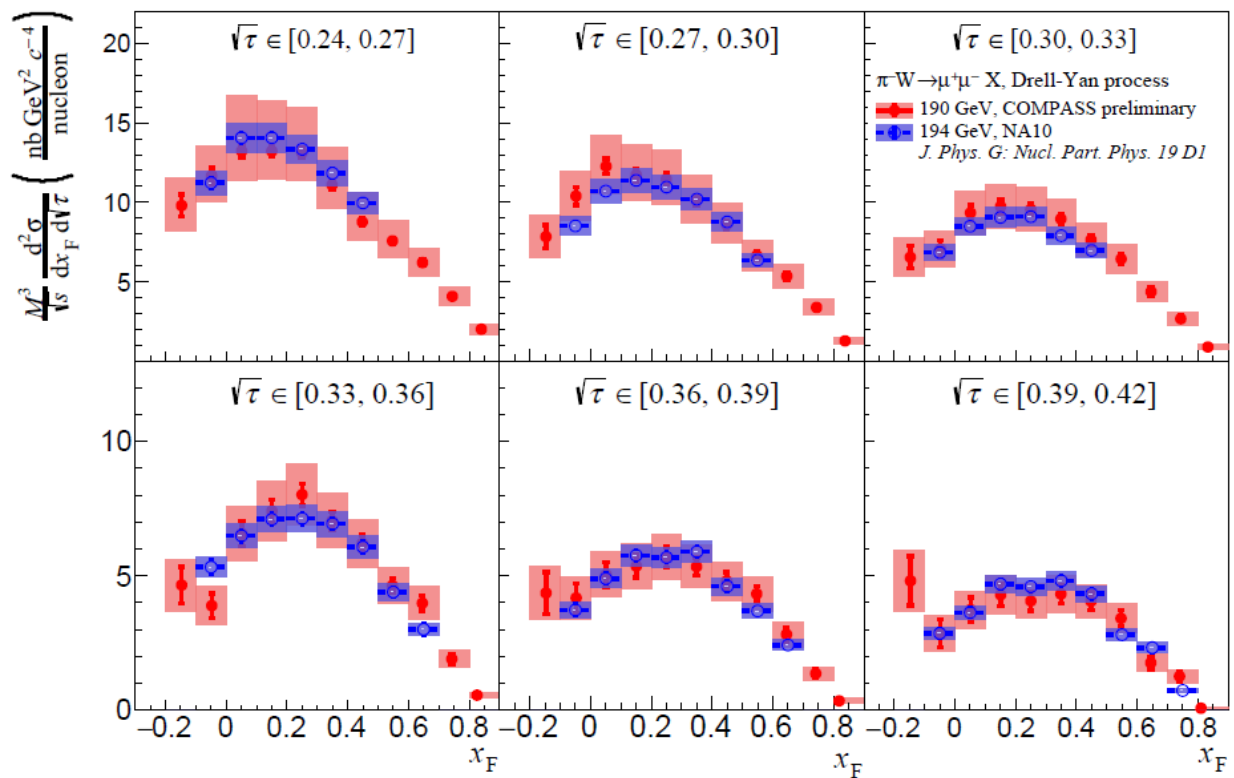 M³/√s d²σ/dx_F d√τ (nb GeV² c⁻⁴/nucleon)
√τ ∈ [0.24, 0.27]
√τ ∈ [0.27, 0.30]
√τ ∈ [0.30, 0.33]
π⁻W→μ⁺μ⁻ X, Drell-Yan process
190 GeV, COMPASS preliminary
194 GeV, NA10
J. Phys. G: Nucl. Part. Phys. 19 D1
20
15
10
5
√τ ∈ [0.33, 0.36]
√τ ∈ [0.36, 0.39]
√τ ∈ [0.39, 0.42]
10
5
0
−0.2 0 0.2 0.4 0.6 0.8
−0.2 0 0.2 0.4 0.6 0.8
−0.2 0 0.2 0.4 0.6 0.8
x_F
x_F
x_F